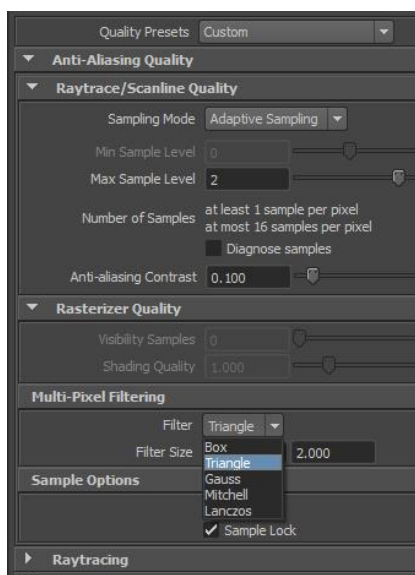 Quality Presets Custom
Anti-Aliasing Quality
Raytrace/Scanline Quality
Sampling Mode Adaptive Sampling
Min Sample Level 0
Max Sample Level 2
Number of Samples at least 1 sample per pixel
at most 16 samples per pixel
Diagnose samples
Anti-aliasing Contrast 0.100
Rasterizer Quality
Visibility Samples 0
Shading Quality 1.000
Multi-Pixel Filtering
Filter Triangle
Filter Size 2.000
Box
Triangle
Gauss
Mitchell
Lanczos
Sample Options
Sample Lock
Raytracing